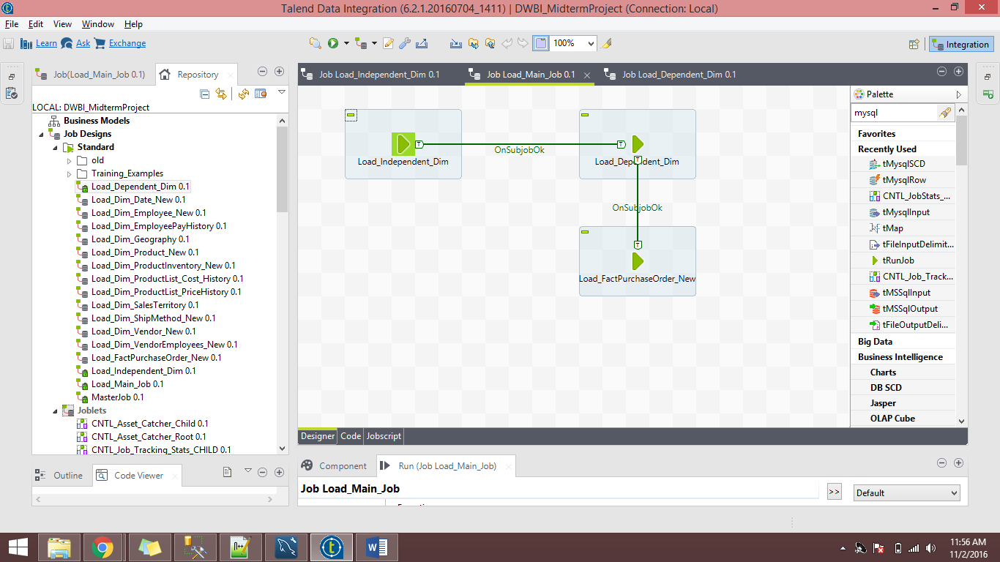 Talend Data Integration (6.2.1.20160704_1411) | DWBI_MidtermProject (Connection: Local)
File Edit View Window Help
Learn Ask Exchange
100%
Integration
Job(Load_Main_Job 0.1)
Repository
LOCAL: DWBI_MidtermProject
Business Models
Job Designs
Standard
old
Training_Examples
Load_Dependent_Dim 0.1
Load_Dim_Date_New 0.1
Load_Dim_Employee_New 0.1
Load_Dim_EmployeePayHistory 0.1
Load_Dim_Geography 0.1
Load_Dim_Product_New 0.1
Load_Dim_ProductInventory_New 0.1
Load_Dim_ProductList_Cost_History 0.1
Load_Dim_ProductList_PriceHistory 0.1
Load_Dim_SalesTerritory 0.1
Load_Dim_ShipMethod_New 0.1
Load_Dim_Vendor_New 0.1
Load_Dim_VendorEmployees_New 0.1
Load_FactPurchaseOrder_New 0.1
Load_Independent_Dim 0.1
Load_Main_Job 0.1
MasterJob 0.1
Joblets
CNTL_Asset_Catcher_Child 0.1
CNTL_Asset_Catcher_Root 0.1
CNTL_Job_Tracking_Stats_CHILD 0.1
Outline
Code Viewer
Job Load_Independent_Dim 0.1
Job Load_Main_Job 0.1
Job Load_Dependent_Dim 0.1
T
OnSubjobOk
T
Load_Independent_Dim
Load_Dependent_Dim
T
OnSubjobOk
T
Load_FactPurchaseOrder_New
Designer Code Jobscript
Palette
mysql
Favorites
Recently Used
tMysqlSCD
tMysqlRow
CNTL_JobStats_...
tMysqlInput
tMap
tFileInputDelimit...
tRunJob
CNTL_Job_Track...
tMSSqlInput
tMSSqlOutput
tFileOutputDeli...
Big Data
Business Intelligence
Charts
DB SCD
Jasper
OLAP Cube
Component
Run (Job Load_Main_Job)
Job Load_Main_Job
>>
Default
11:56 AM
11/2/2016